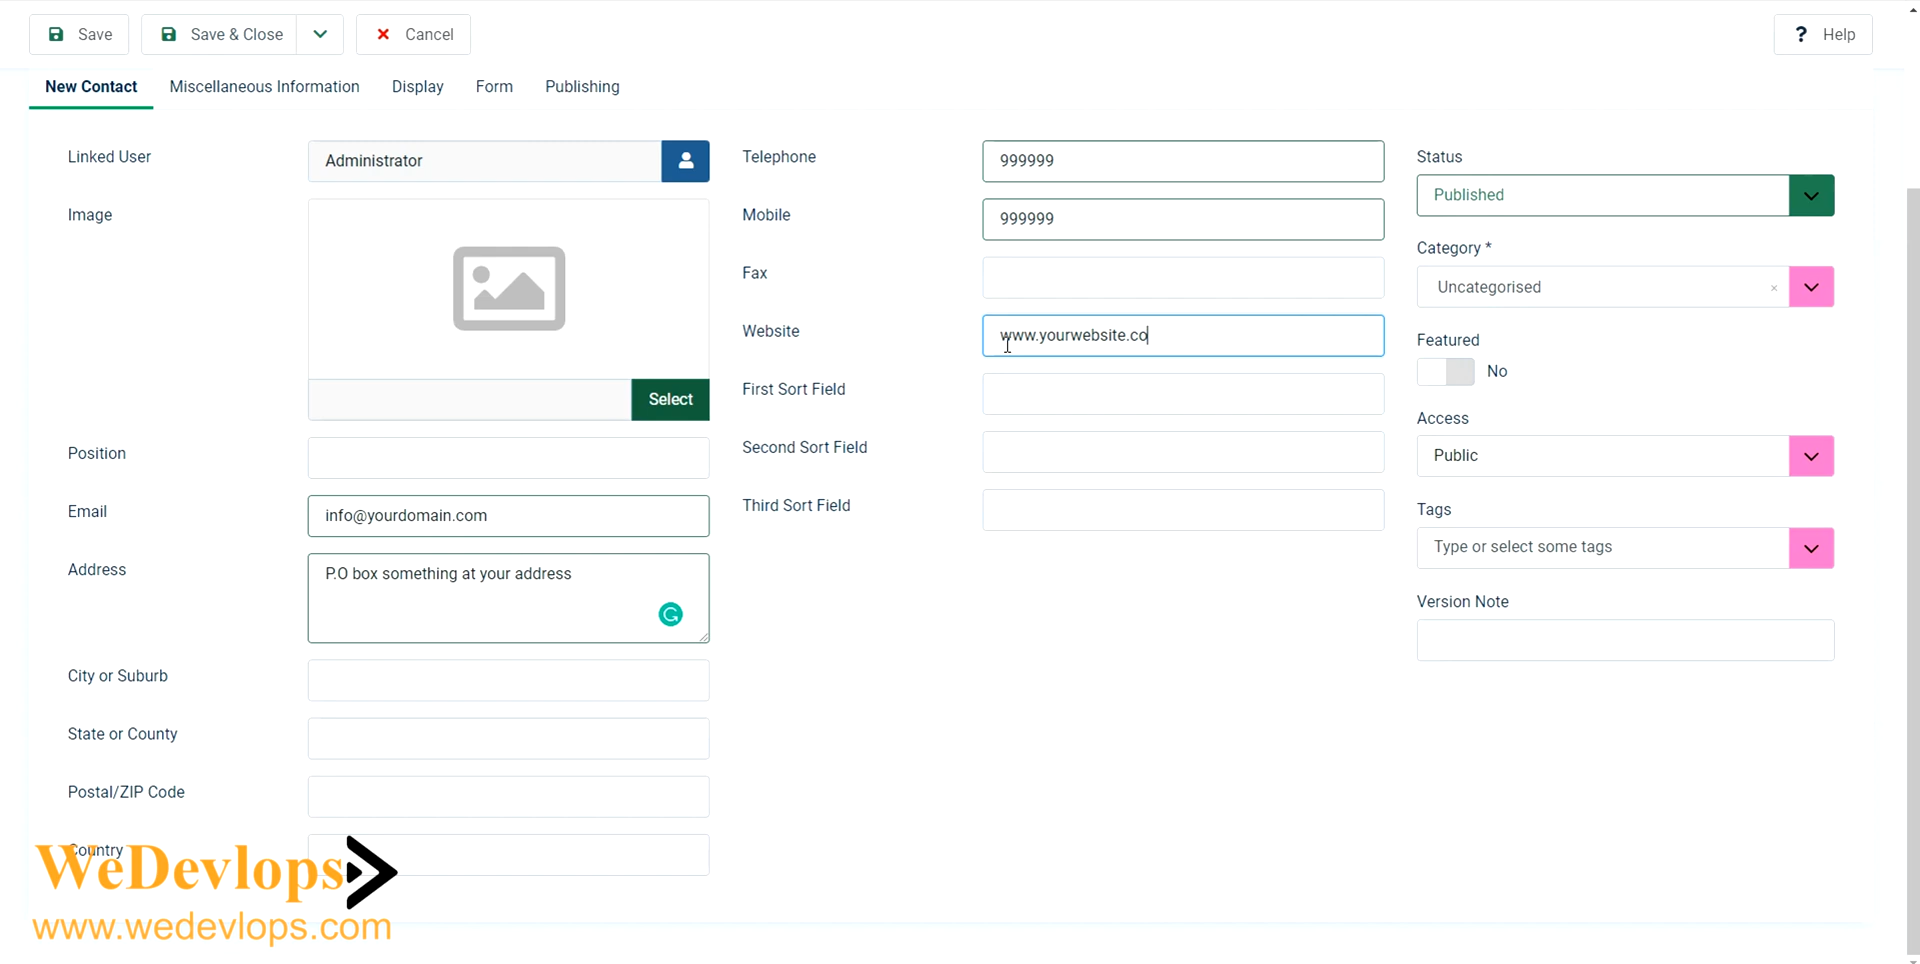 Save
Save & Close
Cancel
? Help
New Contact
Miscellaneous Information
Display
Form
Publishing
Linked User
Administrator
Image
Select
Position
Email
info@yourdomain.com
Address
P.O box something at your address
City or Suburb
State or County
Postal/ZIP Code
Country
Telephone
999999
Mobile
999999
Fax
Website
www.yourwebsite.co
First Sort Field
Second Sort Field
Third Sort Field
Status
Published
Category *
Uncategorised ×
Featured
No
Access
Public
Tags
Type or select some tags
Version Note
WeDevlops
www.wedevlops.com